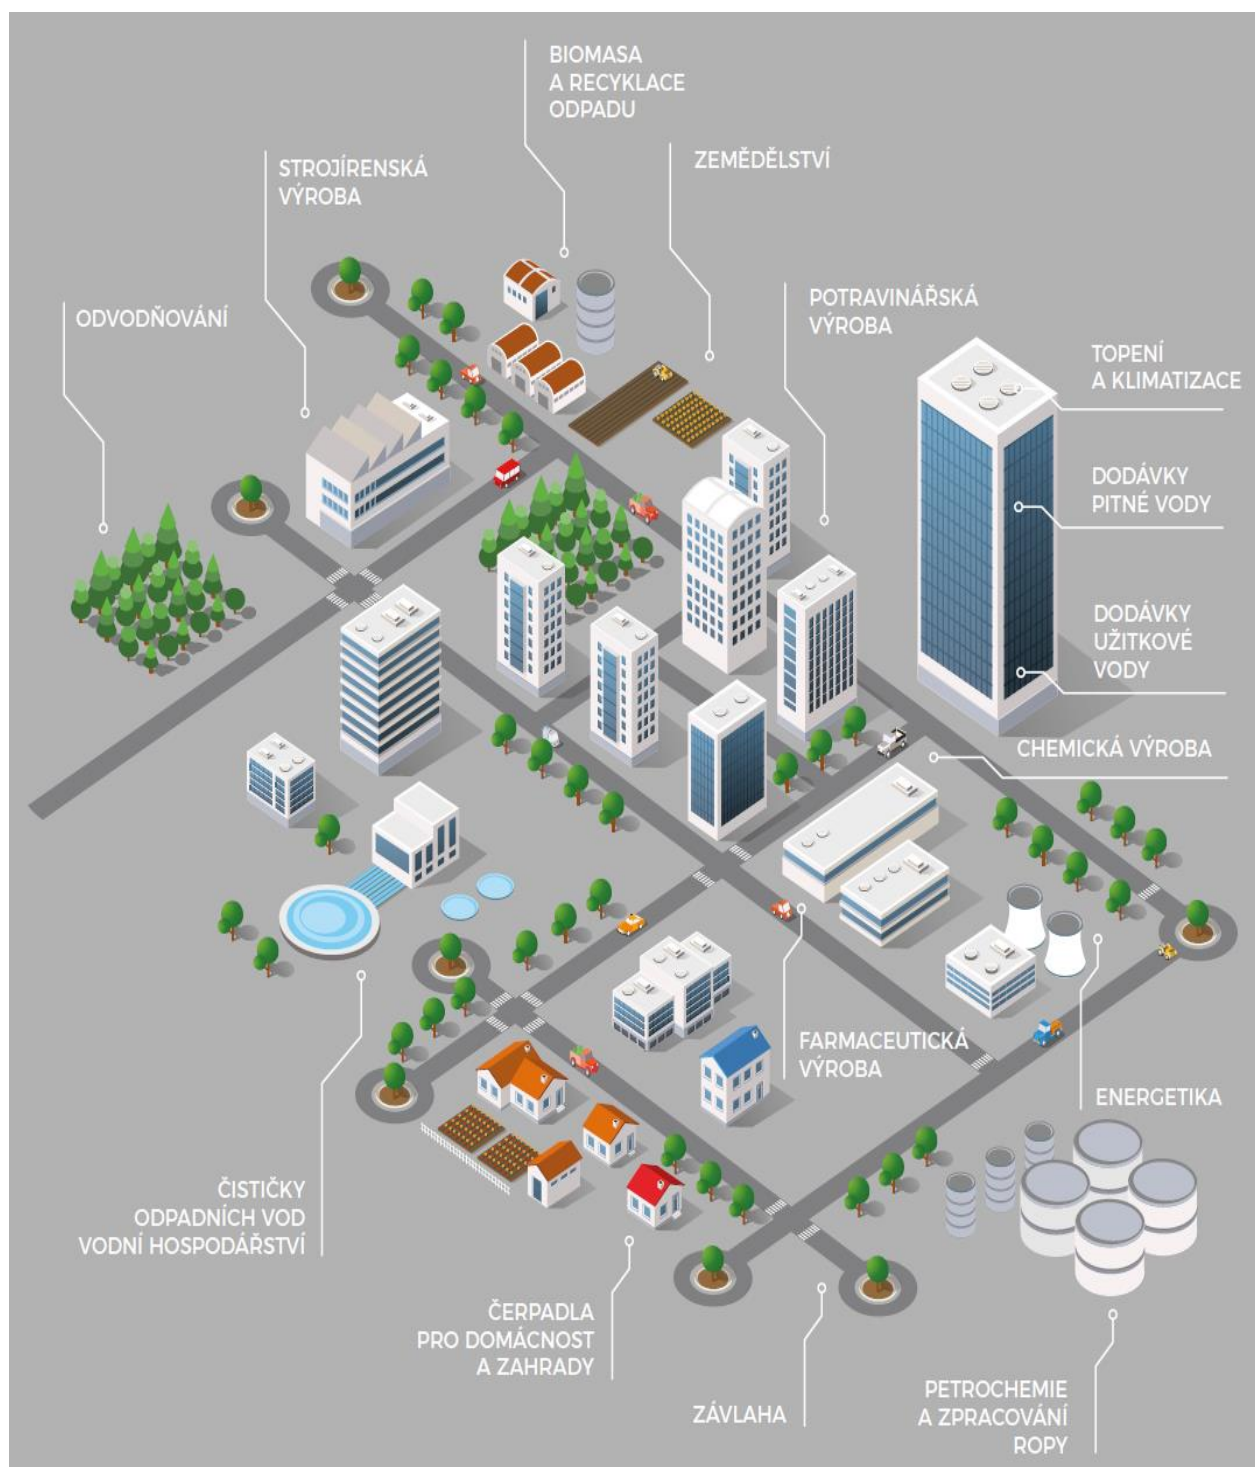 BIOMASA
A RECYKLACE
ODPADU
STROJÍRENSKÁ
VÝROBA
ZEMĚDĚLSTVÍ
ODVODŇOVÁNÍ
POTRAVINÁŘSKÁ
VÝROBA
TOPENÍ
A KLIMATIZACE
DODÁVKY
PITNÉ VODY
DODÁVKY
UŽITKOVÉ
VODY
CHEMICKÁ VÝROBA
FARMACEUTICKÁ
VÝROBA
ENERGETIKA
ČISTIČKY
ODPADNÍCH VOD
VODNÍ HOSPODÁŘSTVÍ
ČERPADLA
PRO DOMÁCNOST
A ZAHRADY
ZÁVLAHA
PETROCHEMIE
A ZPRACOVÁNÍ
ROPY